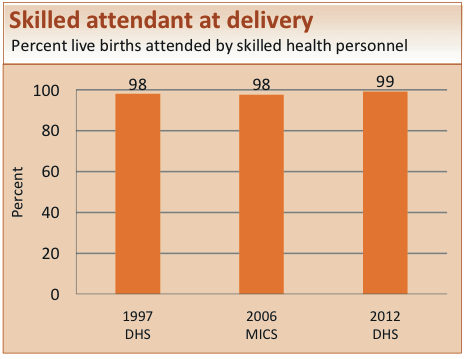 Skilled attendant at delivery
Percent live births attended by skilled health personnel
98 98 99
100
80
60
40
20
0
Percent
1997 2006 2012
DHS MICS DHS